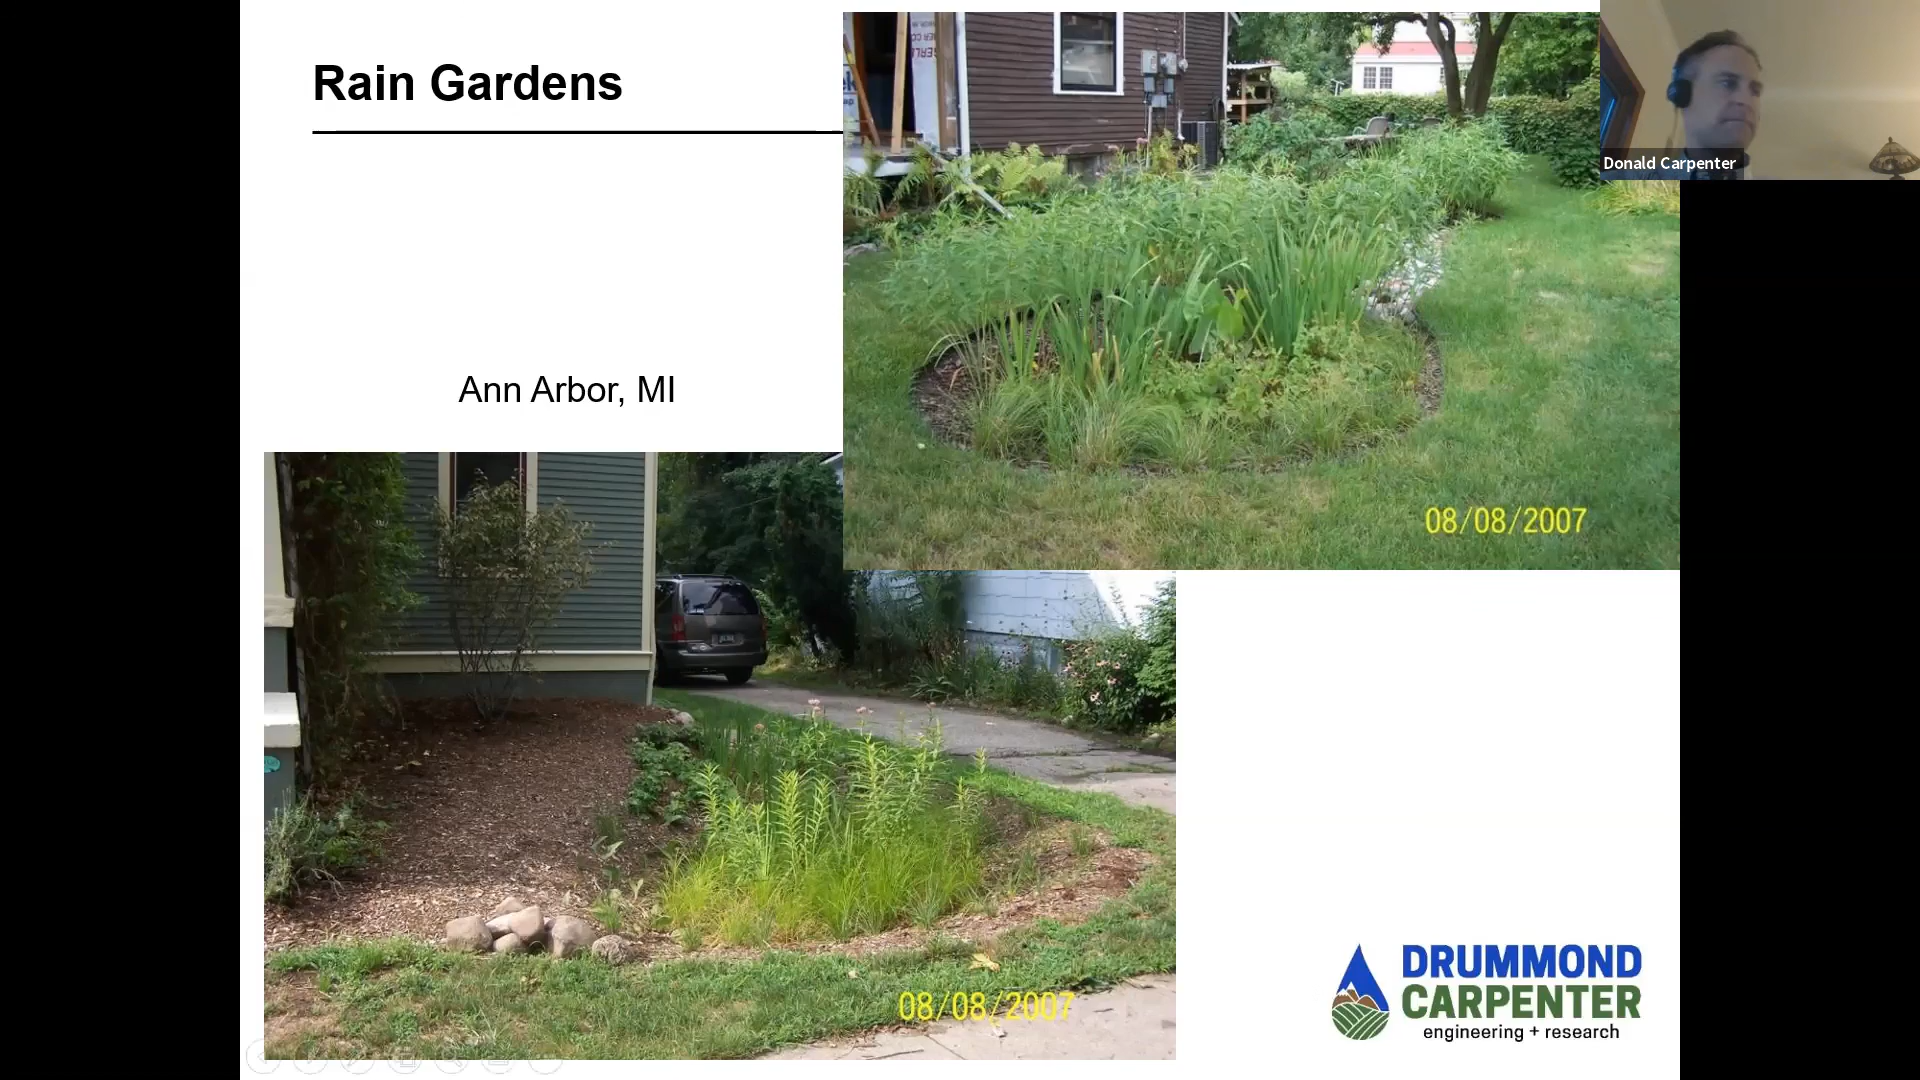 Rain Gardens
Donald Carpenter
Ann Arbor, MI
08/08/2007
08/08/2007
DRUMMOND
CARPENTER
engineering + research